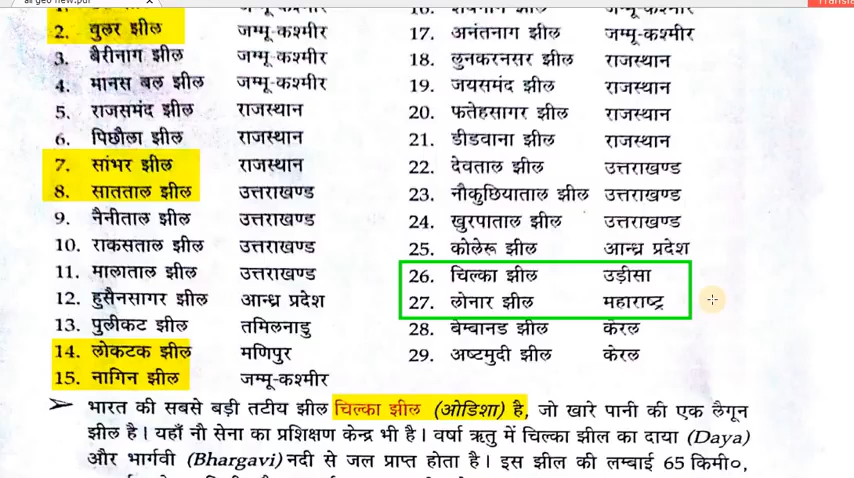 all geo new.pdf
2. वुलर झील जम्मू-कश्मीर
3. बैरीनाग झील जम्मू-कश्मीर
4. मानस बल झील जम्मू-कश्मीर
5. राजसमंद झील राजस्थान
6. पिछौला झील राजस्थान
7. सांभर झील राजस्थान
8. सातताल झील उत्तराखण्ड
9. नैनीताल झील उत्तराखण्ड
10. राकसताल झील उत्तराखण्ड
11. मालाताल झील उत्तराखण्ड
12. हुसैनसागर झील आन्ध्र प्रदेश
13. पुलीकट झील तमिलनाडु
14. लोकटक झील मणिपुर
15. नागिन झील जम्मू-कश्मीर
17. अनंतनाग झील जम्मू-कश्मीर
18. लुनकरनसर झील राजस्थान
19. जयसमंद झील राजस्थान
20. फतेहसागर झील राजस्थान
21. डीडवाना झील राजस्थान
22. देवताल झील उत्तराखण्ड
23. नौकुछियाताल झील उत्तराखण्ड
24. खुरपाताल झील उत्तराखण्ड
25. कोलेरू झील आन्ध्र प्रदेश
26. चिल्का झील उड़ीसा
27. लोनार झील महाराष्ट्र
28. बेम्बानड झील केरल
29. अष्टमुदी झील केरल
➢ भारत की सबसे बड़ी तटीय झील चिल्का झील (ओडिशा) है, जो खारे पानी की एक लैगून
झील है। यहाँ नौ सेना का प्रशिक्षण केन्द्र भी है। वर्षा ऋतु में चिल्का झील का दाया (Daya)
और भार्गवी (Bhargavi) नदी से जल प्राप्त होता है। इस झील की लम्बाई 65 किमी०,